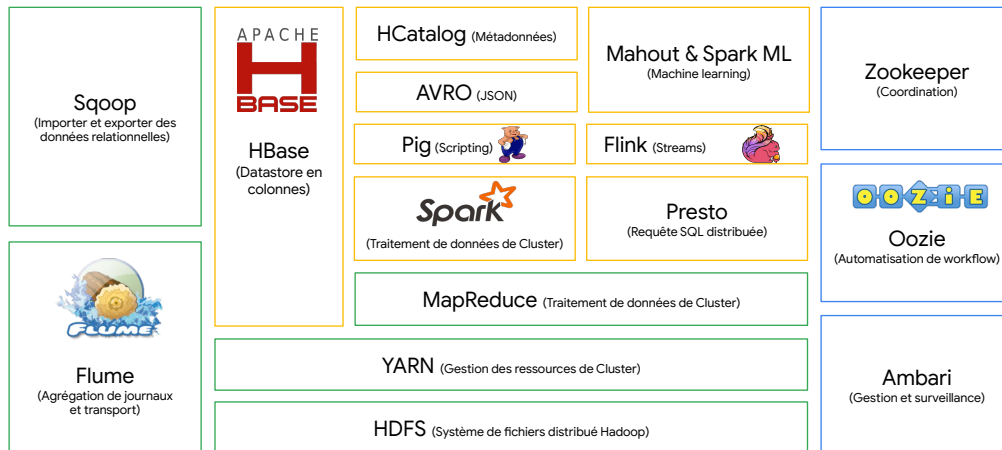 Sqoop
(Importer et exporter des
données relationnelles)
FLUME
Flume
(Agrégation de journaux
et transport)
APACHE
H
BASE
HBase
(Datastore en
colonnes)
HCatalog (Métadonnées)
AVRO (JSON)
Pig (Scripting)
Spark
(Traitement de données de Cluster)
Mahout & Spark ML
(Machine learning)
Flink (Streams)
Presto
(Requête SQL distribuée)
MapReduce (Traitement de données de Cluster)
YARN (Gestion des ressources de Cluster)
HDFS (Système de fichiers distribué Hadoop)
Zookeeper
(Coordination)
OOZiE
Oozie
(Automatisation de workflow)
Ambari
(Gestion et surveillance)